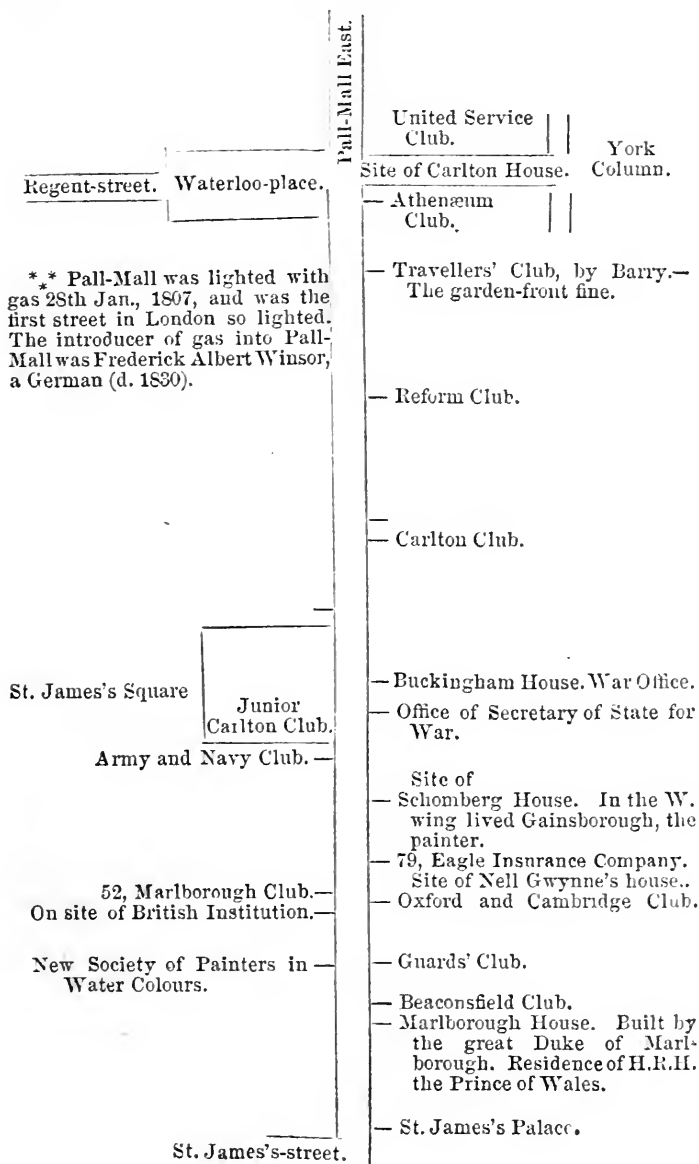 Pall-Mall East.
United Service
Club.
York
Column.
Site of Carlton House.
Regent-street.
Waterloo-place.
— Athenæum
Club.
*** Pall-Mall was lighted with
gas 28th Jan., 1807, and was the
first street in London so lighted.
The introducer of gas into Pall-
Mall was Frederick Albert Winsor,
a German (d. 1830).
— Travellers' Club, by Barry.—
The garden-front fine.
— Reform Club.
— Carlton Club.
St. James's Square
Junior
Carlton Club.
Army and Navy Club. —
— Buckingham House. War Office.
— Office of Secretary of State for
War.
Site of
— Schomberg House. In the W.
wing lived Gainsborough, the
painter.
— 79, Eagle Insurance Company.
Site of Nell Gwynne's house..
— Oxford and Cambridge Club.
52, Marlborough Club.—
On site of British Institution.—
New Society of Painters in —
Water Colours.
— Guards' Club.
— Beaconsfield Club.
— Marlborough House. Built by
the great Duke of Marl-
borough. Residence of H.R.H.
the Prince of Wales.
— St. James's Palace.
St. James's-street.